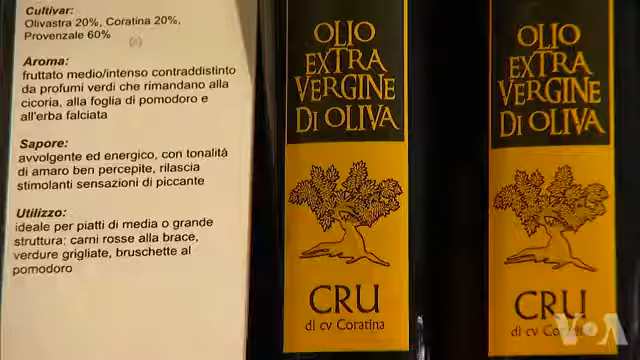 Cultivar:
Olivastra 20%, Coratina 20%,
Provenzale 60%
Aroma:
fruttato medio/intenso contraddistinto
da profumi verdi che rimandano alla
cicoria, alla foglia di pomodoro e
all'erba falciata
Sapore:
avvolgente ed energico, con tonalità
di amaro ben percepite, rilascia
stimolanti sensazioni di piccante
Utilizzo:
ideale per piatti di media o grande
struttura: carni rosse alla brace,
verdure grigliate, bruschette al
pomodoro
OLIO
EXTRA
VERGINE
DI OLIVA
CRU
di cv Coratina
OLIO
EXTRA
VERGINE
DI OLIVA
CRU
di cv
VOA